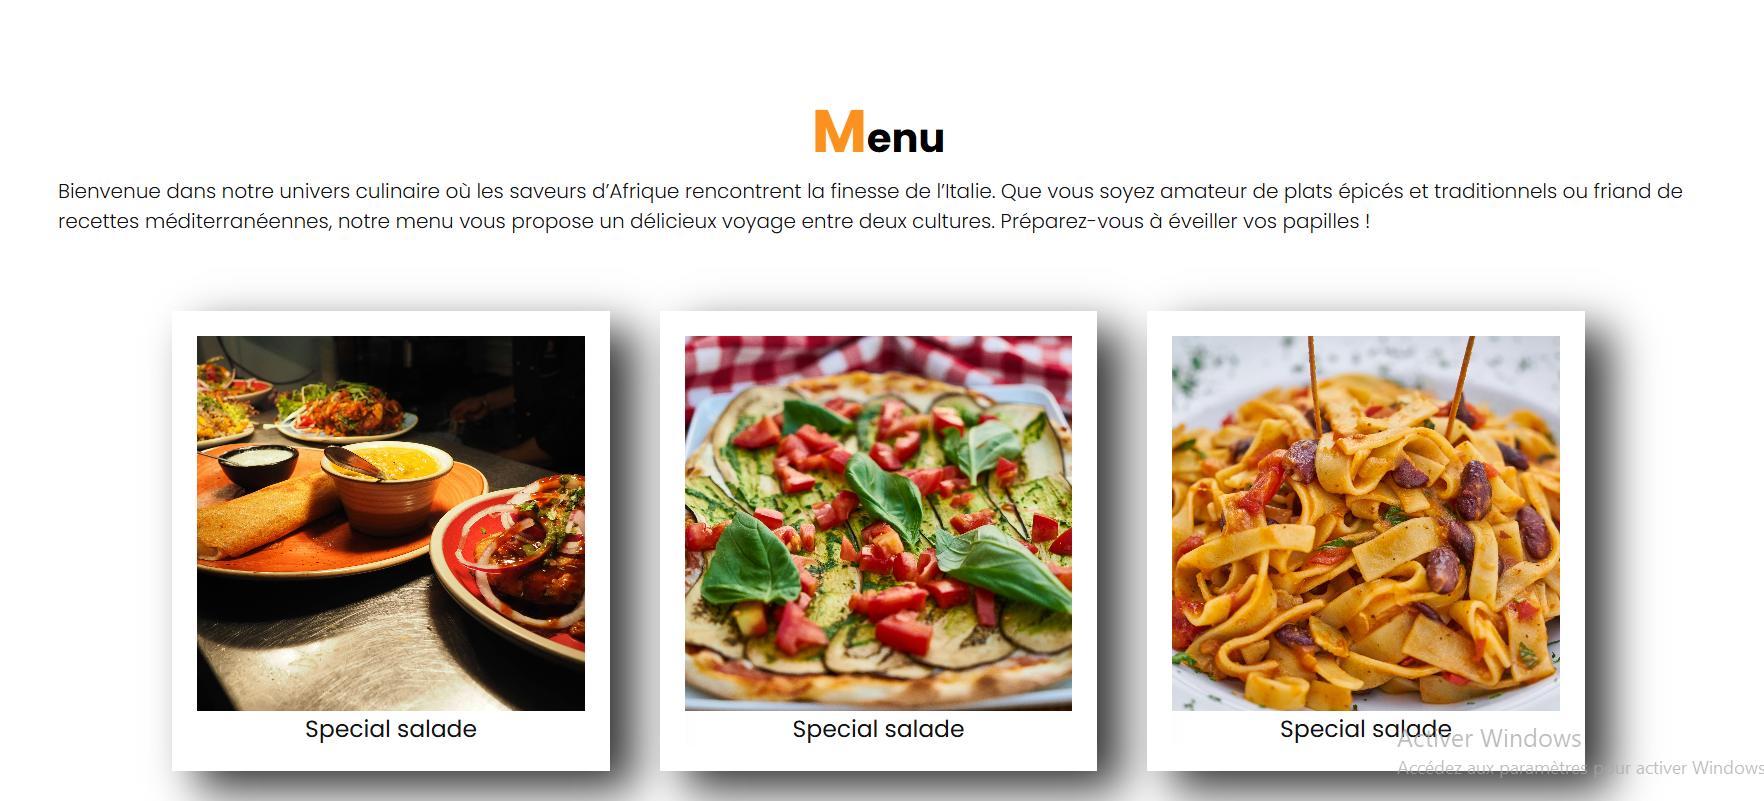 Menu
Bienvenue dans notre univers culinaire où les saveurs d’Afrique rencontrent la finesse de l’Italie. Que vous soyez amateur de plats épicés et traditionnels ou friand de
recettes méditerranéennes, notre menu vous propose un délicieux voyage entre deux cultures. Préparez-vous à éveiller vos papilles !
Special salade
Special salade
Special salade
Activer Windows
Accédez aux paramètres pour activer Windows